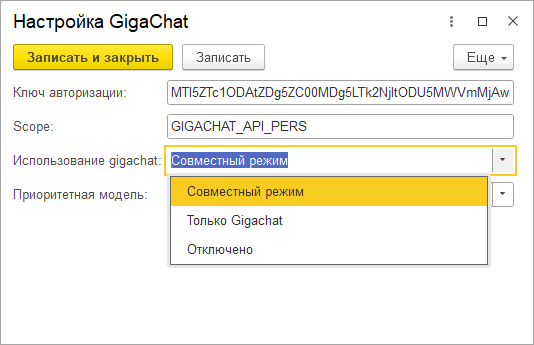 Настройка GigaChat
Записать и закрыть Записать Еще
Ключ авторизации: MTI5ZTc1ODAtZDg5ZC00MDg5LTk2NjItODU5MWVmMjAw
Scope: GIGACHAT_API_PERS
Использование gigachat: Совместный режим
Приоритетная модель:
Совместный режим
Только Gigachat
Отключено